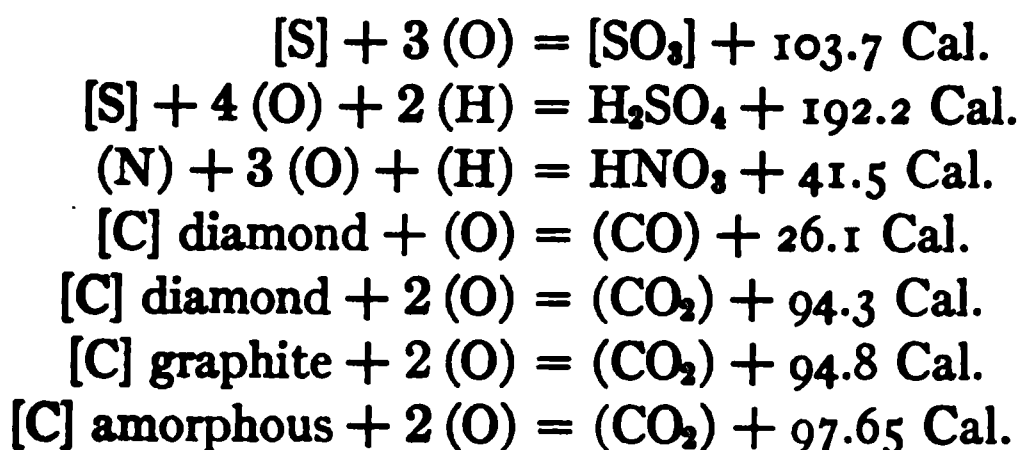 [S] + 3 (O) = [SO₃] + 103.7 Cal.
[S] + 4 (O) + 2 (H) = H₂SO₄ + 192.2 Cal.
(N) + 3 (O) + (H) = HNO₃ + 41.5 Cal.
[C] diamond + (O) = (CO) + 26.1 Cal.
[C] diamond + 2 (O) = (CO₂) + 94.3 Cal.
[C] graphite + 2 (O) = (CO₂) + 94.8 Cal.
[C] amorphous + 2 (O) = (CO₂) + 97.65 Cal.